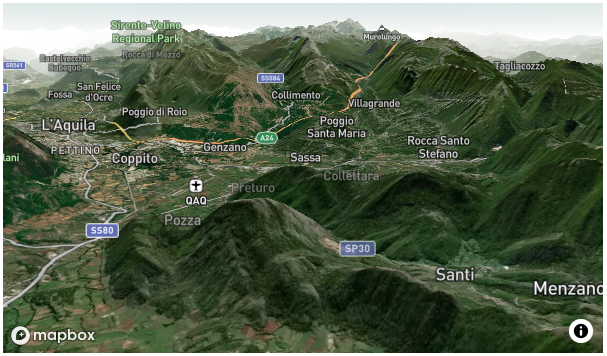 Sirente-Velino
Regional Park
Murolungo
Rocca di Mezzo
Castelvecchio
Subequo
SR261
Tagliacozzo
SS584
San Felice
d'Ocre
Fossa
Collimento
Villagrande
Poggio di Roio
L'Aquila
Poggio
Santa Maria
A24
Rocca Santo
Stefano
PETTINO
Coppito
Genzano
Sassa
lani
Collettara
Preturo
QAQ
Pozza
SS80
SP30
Santi
Menzano
mapbox